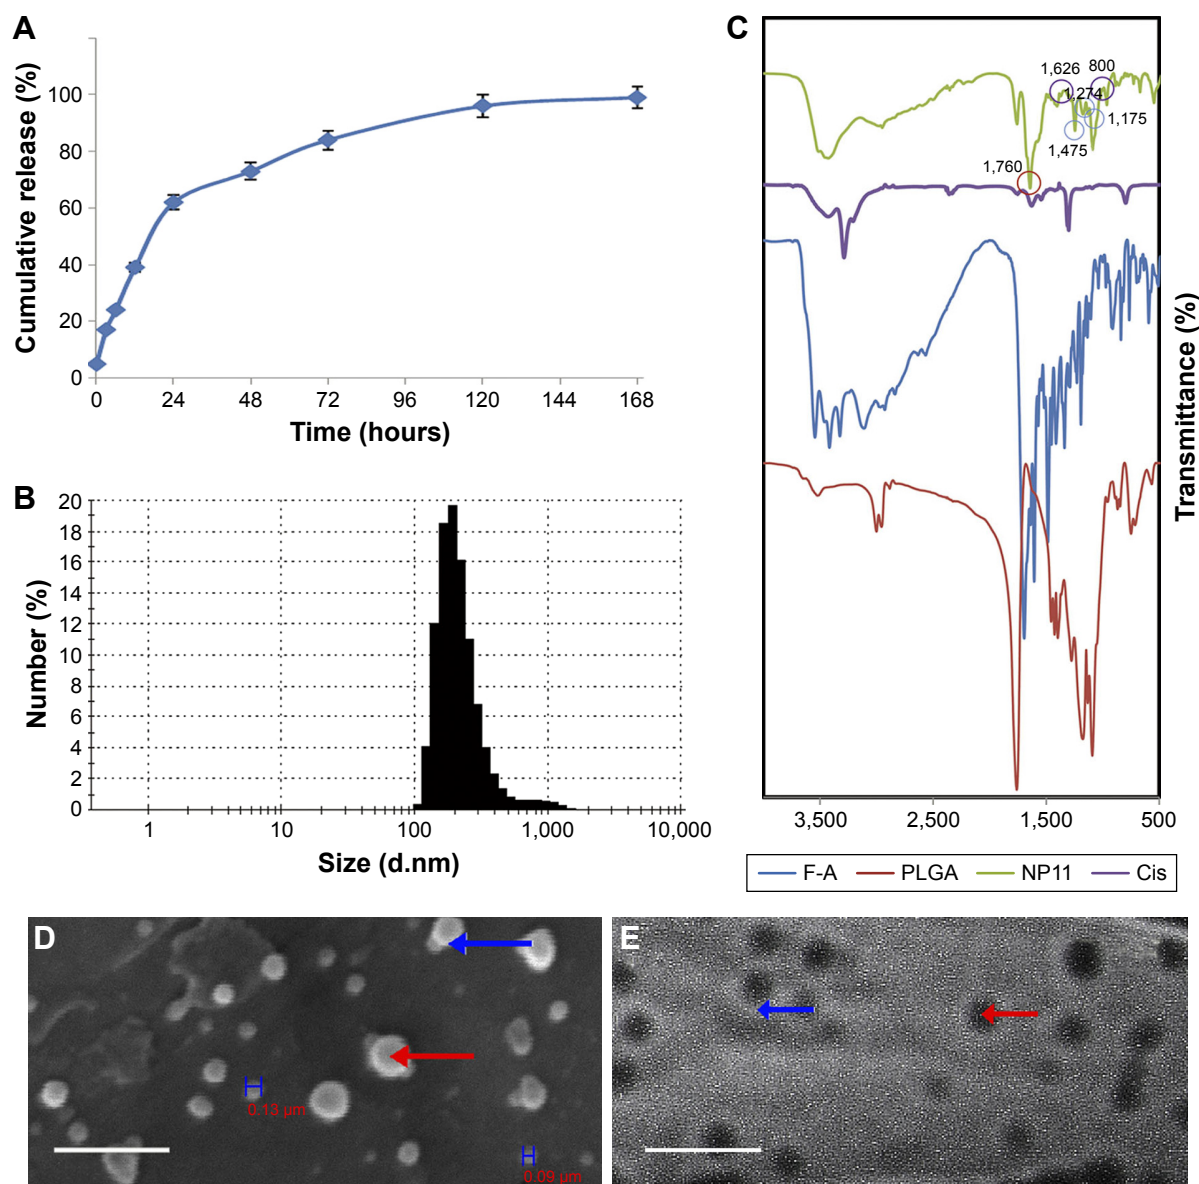 A
Cumulative release (%)
100
80
60
40
20
0
0 24 48 72 96 120 144 168
Time (hours)
B
Number (%)
20
18
16
14
12
10
8
6
4
2
0
1 10 100 1,000 10,000
Size (d.nm)
C
1,626 800
1,274
1,175
1,475
1,760
Transmittance (%)
3,500 2,500 1,500 500
F-A PLGA NP11 Cis
D
0.13 µm
0.09 µm
E